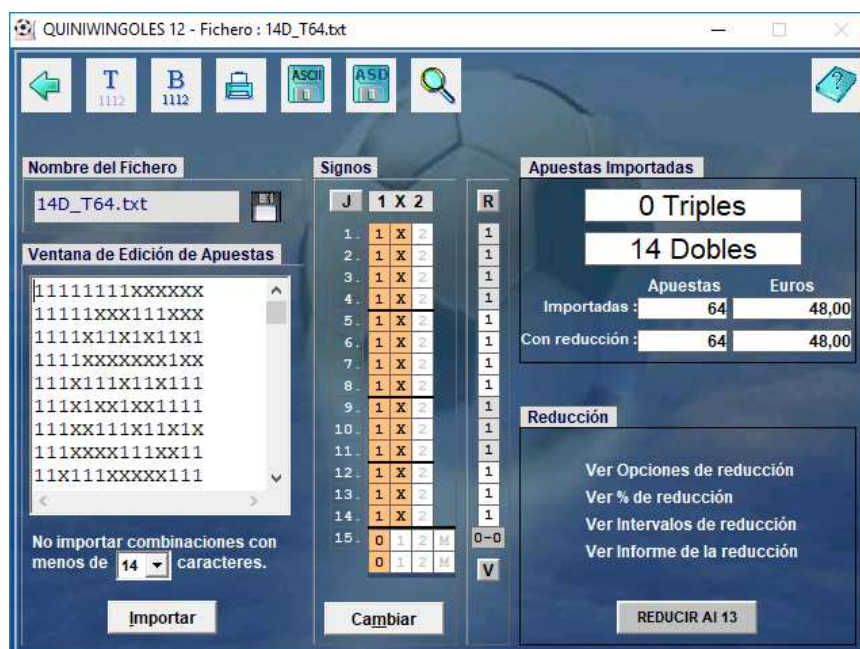 QUINIWINGOLES 12 - Fichero : 14D_T64.txt
T
1112
B
1112
ASCII
ASD
?
Nombre del Fichero
14D_T64.txt
Ventana de Edición de Apuestas
11111111xxxxxx
11111xxx111xxx
1111x11x1x11x1
1111xxxxxxx1xx
111x111x11x111
111x1xx1xx1111
111xx111x11x1x
111xxxx111xx11
11x111xxxxx111
No importar combinaciones con
menos de 14 caracteres.
Importar
Signos
J 1 X 2 R
1. 1 X 2 1
2. 1 X 2 1
3. 1 X 2 1
4. 1 X 2 1
5. 1 X 2 1
6. 1 X 2 1
7. 1 X 2 1
8. 1 X 2 1
9. 1 X 2 1
10. 1 X 2 1
11. 1 X 2 1
12. 1 X 2 1
13. 1 X 2 1
14. 1 X 2 1
15. 0 1 2 M 0-0
0 1 2 M V
Cambiar
Apuestas Importadas
0 Triples
14 Dobles
Apuestas Euros
Importadas : 64 48,00
Con reducción : 64 48,00
Reducción
Ver Opciones de reducción
Ver % de reducción
Ver Intervalos de reducción
Ver Informe de la reducción
REDUCIR Al 13